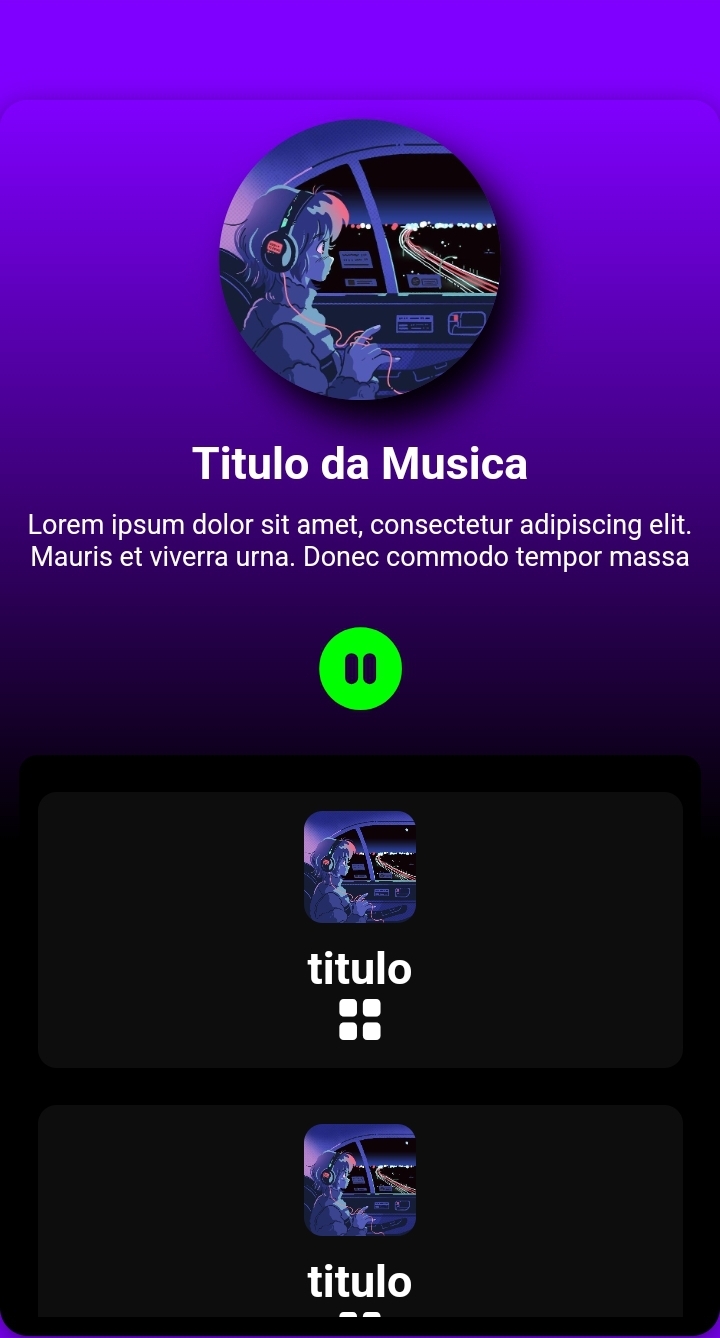 Titulo da Musica
Lorem ipsum dolor sit amet, consectetur adipiscing elit.
Mauris et viverra urna. Donec commodo tempor massa
titulo
titulo